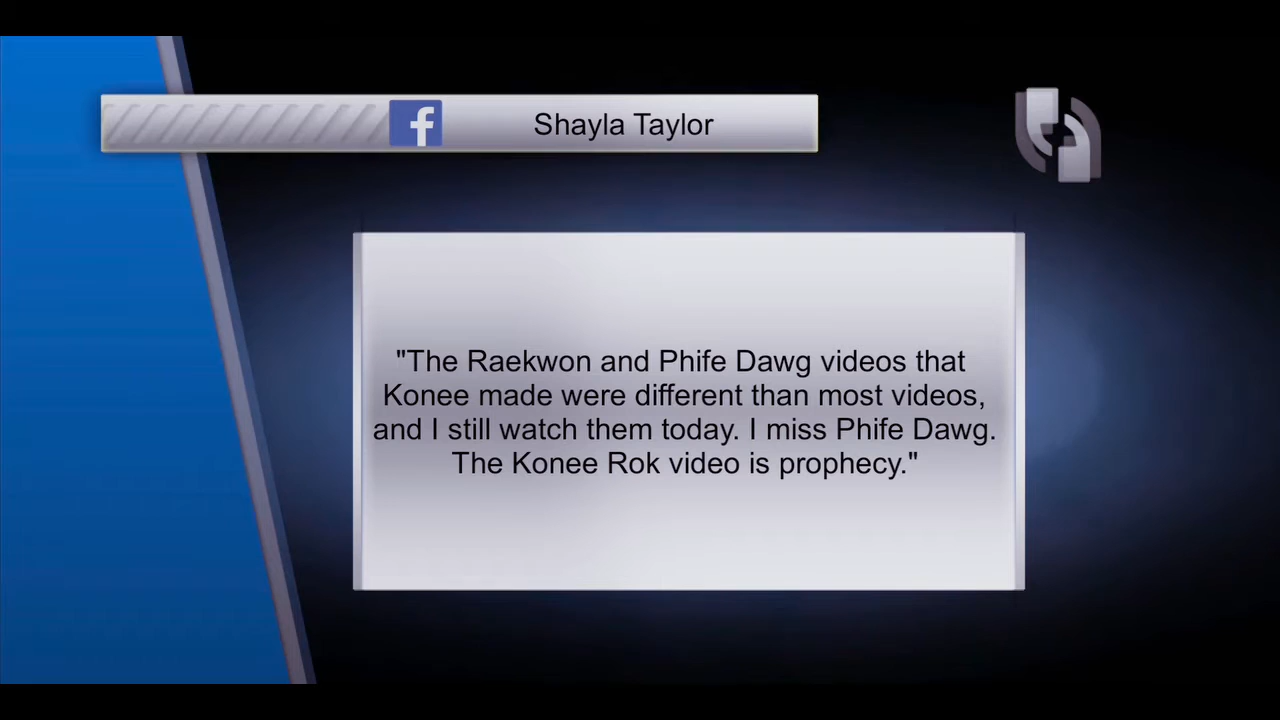 Shayla Taylor
"The Raekwon and Phife Dawg videos that
Konee made were different than most videos,
and I still watch them today. I miss Phife Dawg.
The Konee Rok video is prophecy."